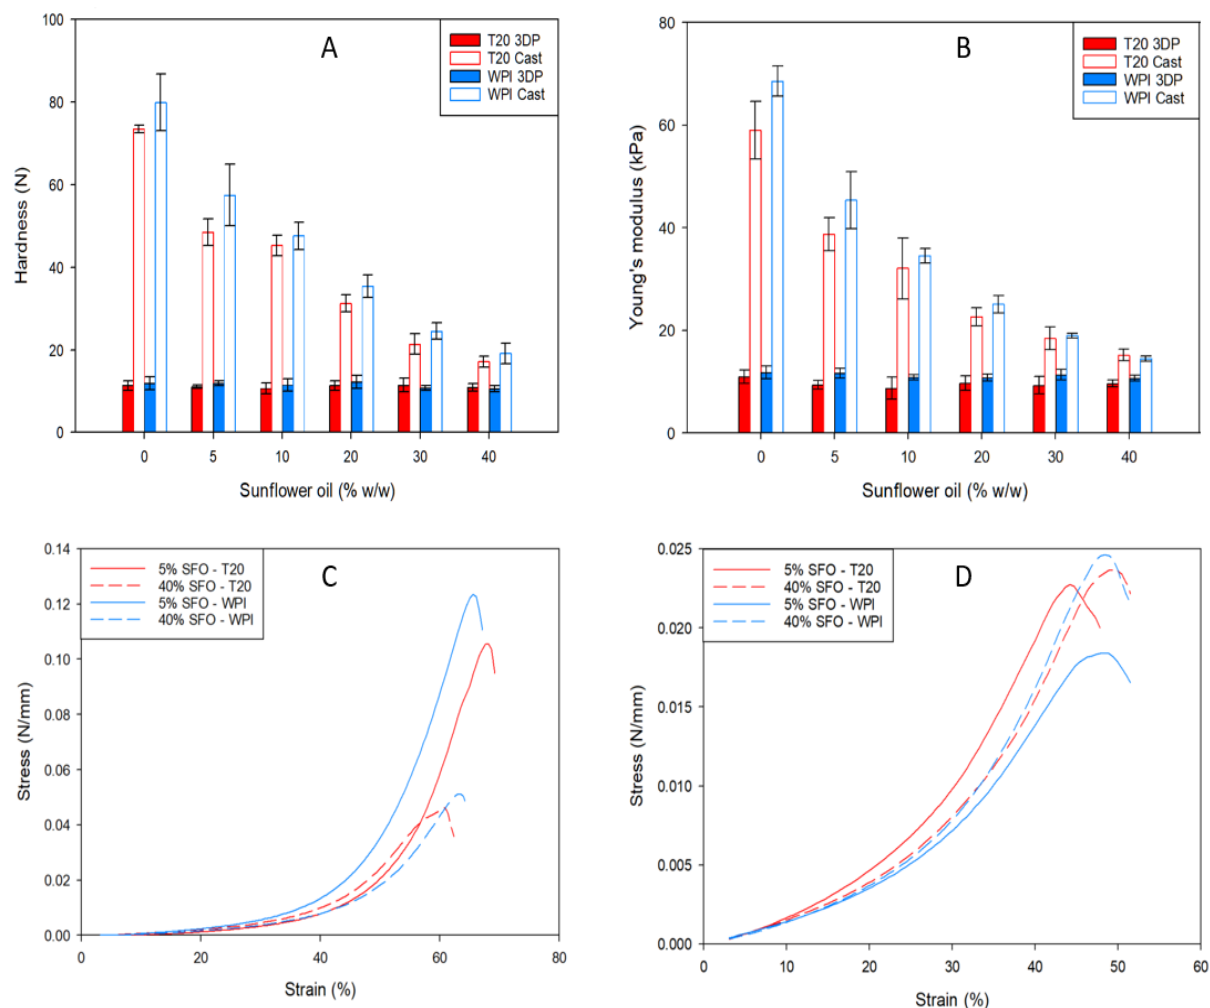 A
Hardness (N)
100
80
60
40
20
0
T20 3DP
T20 Cast
WPI 3DP
WPI Cast
0 5 10 20 30 40
Sunflower oil (% w/w)
B
Young's modulus (kPa)
80
60
40
20
0
T20 3DP
T20 Cast
WPI 3DP
WPI Cast
0 5 10 20 30 40
Sunflower oil (% w/w)
C
Stress (N/mm)
0.14
0.12
0.10
0.08
0.06
0.04
0.02
0.00
5% SFO - T20
40% SFO - T20
5% SFO - WPI
40% SFO - WPI
0 20 40 60 80
Strain (%)
D
Stress (N/mm)
0.025
0.020
0.015
0.010
0.005
0.000
5% SFO - T20
40% SFO - T20
5% SFO - WPI
40% SFO - WPI
0 10 20 30 40 50 60
Strain (%)